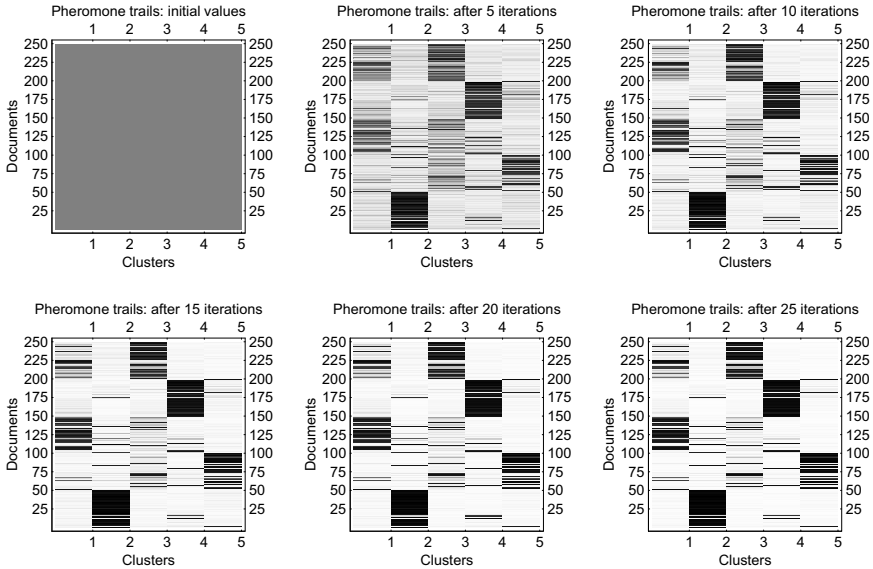 Pheromone trails: initial values
1 2 3 4 5
250 250
225 225
200 200
175 175
150 150
125 125
100 100
75 75
50 50
25 25
Documents
1 2 3 4 5
Clusters
Pheromone trails: after 5 iterations
1 2 3 4 5
250 250
225 225
200 200
175 175
150 150
125 125
100 100
75 75
50 50
25 25
Documents
1 2 3 4 5
Clusters
Pheromone trails: after 10 iterations
1 2 3 4 5
250 250
225 225
200 200
175 175
150 150
125 125
100 100
75 75
50 50
25 25
Documents
1 2 3 4 5
Clusters
Pheromone trails: after 15 iterations
1 2 3 4 5
250 250
225 225
200 200
175 175
150 150
125 125
100 100
75 75
50 50
25 25
Documents
1 2 3 4 5
Clusters
Pheromone trails: after 20 iterations
1 2 3 4 5
250 250
225 225
200 200
175 175
150 150
125 125
100 100
75 75
50 50
25 25
Documents
1 2 3 4 5
Clusters
Pheromone trails: after 25 iterations
1 2 3 4 5
250 250
225 225
200 200
175 175
150 150
125 125
100 100
75 75
50 50
25 25
Documents
1 2 3 4 5
Clusters